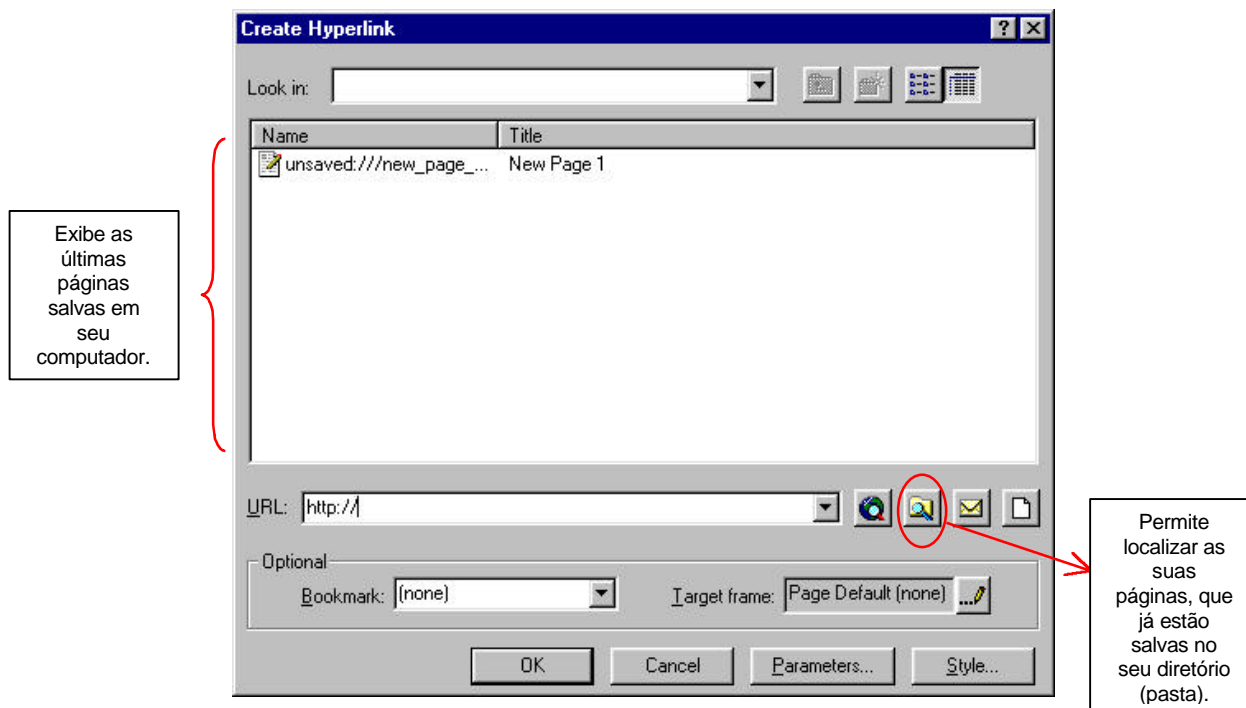 Create Hyperlink
Look in:
Name Title
unsaved:///new_page_... New Page 1
Exibe as
últimas
páginas
salvas em
seu
computador.
URL: http://
Optional
Bookmark: (none) Target frame: Page Default (none)
OK Cancel Parameters... Style...
Permite
localizar as
suas
páginas, que
já estão
salvas no
seu diretório
(pasta).